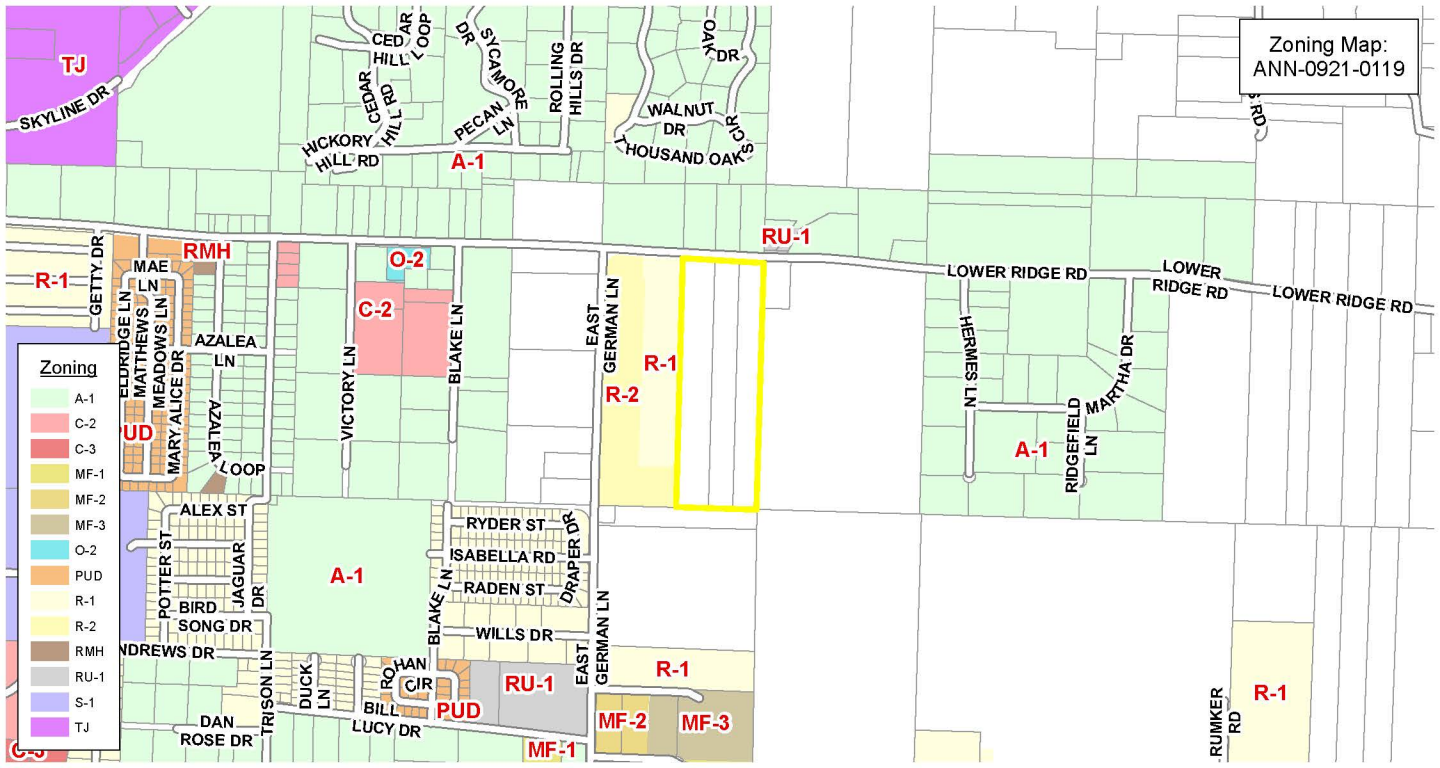 Zoning Map:
ANN-0921-0119
TJ
SKYLINE DR
CEDAR
HILL LOOP
CEDAR
HILL RD
HICKORY
HILL RD
SYCAMORE
DR
PECAN
LN
ROLLING
HILLS DR
A-1
OAK
DR
WALNUT
DR
THOUSAND OAKS CIR
S RD
RU-1
RMH
O-2
C-2
R-1
GETTY DR
MAE
LN
ELDRIDGE LN
MATTHEWS
MEADOWS LN
MARY ALICE DR
PUD
AZALEA
LN
AZALEA
LOOP
VICTORY LN
BLAKE LN
EAST
GERMAN LN
R-2
R-1
LOWER RIDGE RD
LOWER
RIDGE RD
LOWER RIDGE RD
HERMES LN
MARTHA DR
RIDGEFIELD
LN
A-1
Zoning
A-1
C-2
C-3
MF-1
MF-2
MF-3
O-2
PUD
R-1
R-2
RMH
RU-1
S-1
TJ
ALEX ST
POTTER ST
JAGUAR
DR
BIRD
SONG DR
NDREWS DR
TRISON LN
A-1
BLAKE LN
RYDER ST
ISABELLA RD
RADEN ST
DRAPER DR
WILLS DR
EAST
GERMAN LN
DUCK
LN
ROHAN
CIR
BILL
LUCY DR
PUD
RU-1
R-1
MF-2
MF-3
MF-1
DAN
ROSE DR
C-3
RUMKER
RD
R-1